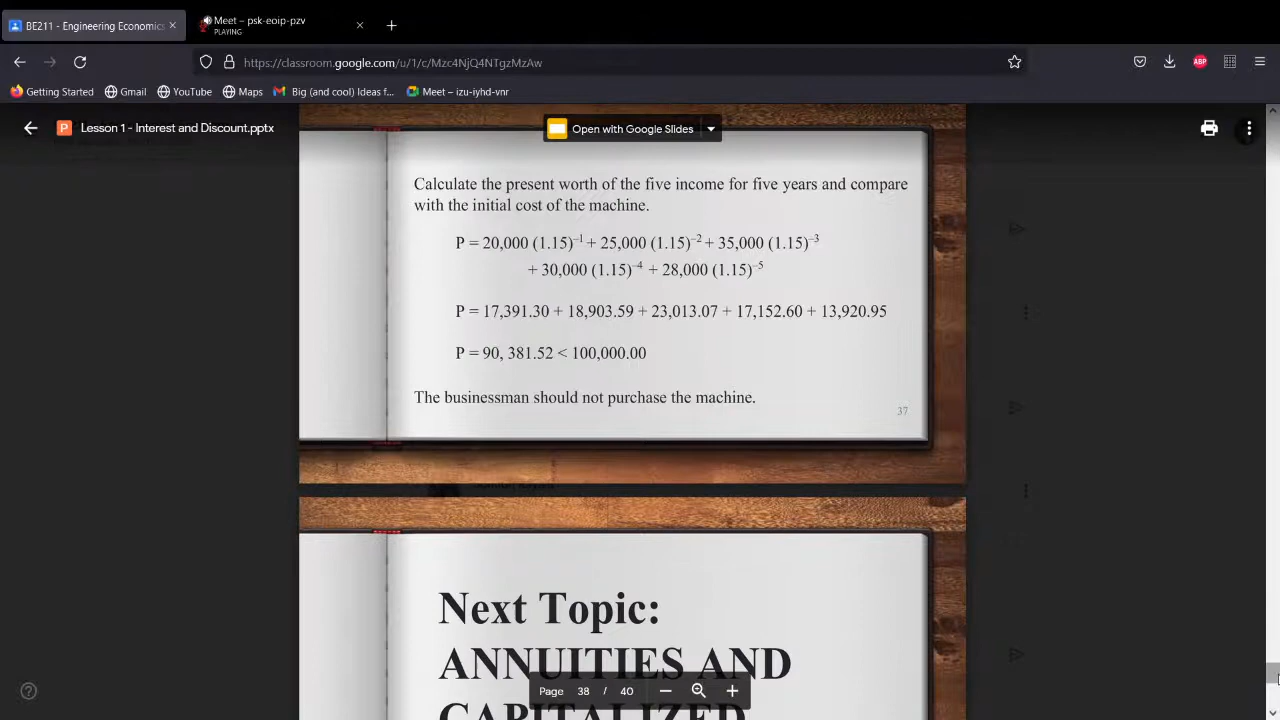 BE211 - Engineering Economics
Meet – psk-eoip-pzv
PLAYING
https://classroom.google.com/u/1/c/Mzc4NjQ4NTgzMzAw
Getting Started
Gmail
YouTube
Maps
Big (and cool) Ideas f...
Meet – izu-iyhd-vnr
ABP
P
Lesson 1 - Interest and Discount.pptx
Open with Google Slides
Calculate the present worth of the five income for five years and compare
with the initial cost of the machine.
P = 20,000 (1.15)⁻¹ + 25,000 (1.15)⁻² + 35,000 (1.15)⁻³
+ 30,000 (1.15)⁻⁴ + 28,000 (1.15)⁻⁵
P = 17,391.30 + 18,903.59 + 23,013.07 + 17,152.60 + 13,920.95
P = 90, 381.52 < 100,000.00
The businessman should not purchase the machine.
37
Next Topic:
ANNUITIES AND
CAPITALIZED
Page 38 / 40